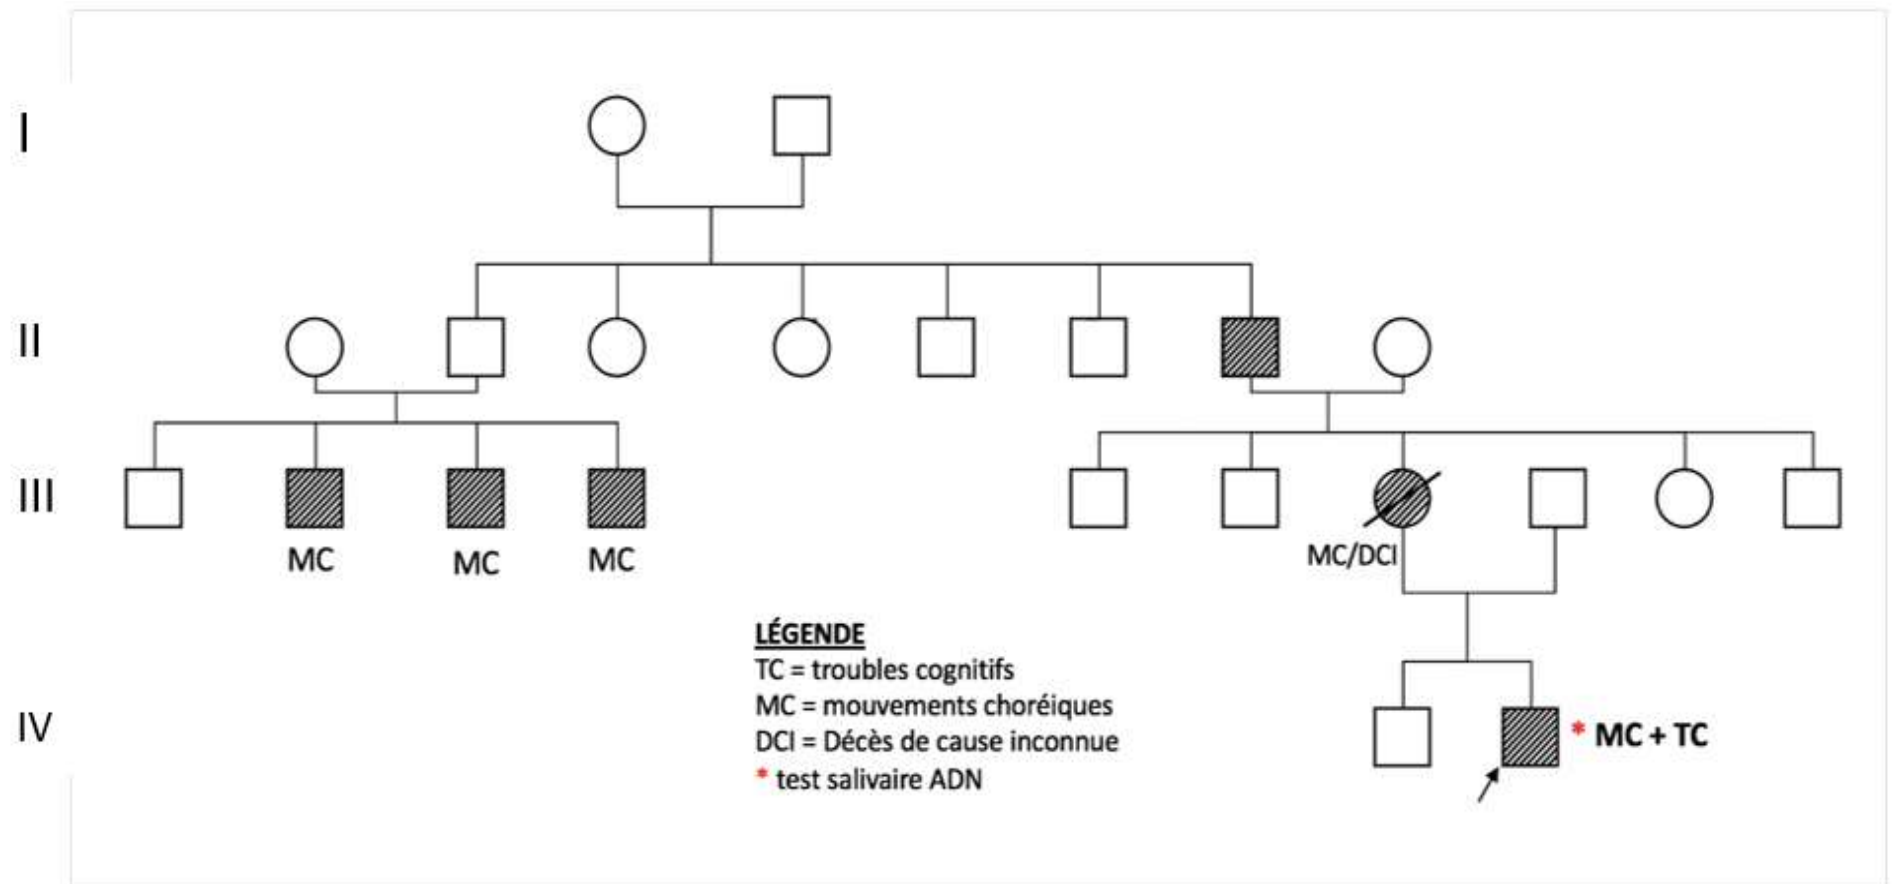 I
II
III
MC
MC
MC
MC/DCI
LÉGENDE
TC = troubles cognitifs
MC = mouvements choréiques
DCI = Décès de cause inconnue
* test salivaire ADN
IV
* MC + TC